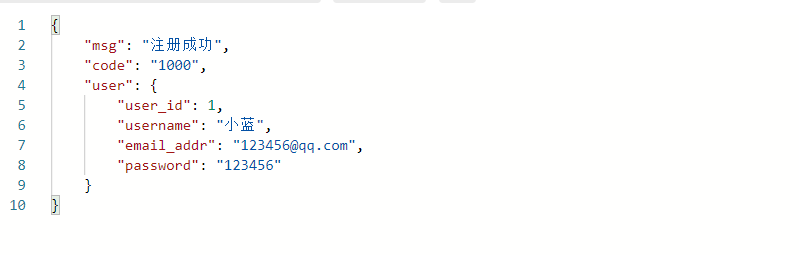 1 {
2 "msg": "注册成功",
3 "code": "1000",
4 "user": {
5 "user_id": 1,
6 "username": "小蓝",
7 "email_addr": "123456@qq.com",
8 "password": "123456"
9 }
10 }